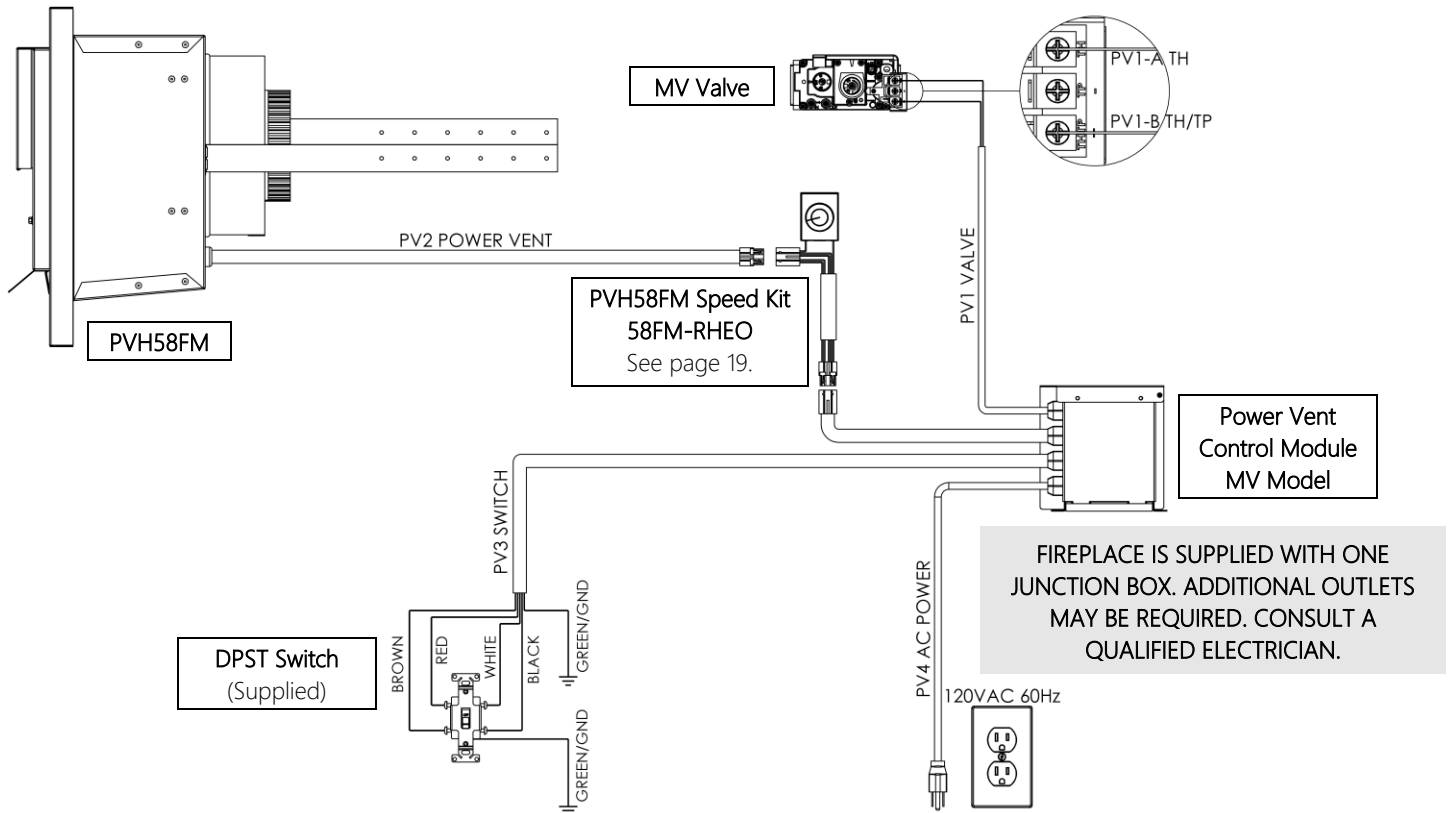 MV Valve
PV1-A TH
PV1-B TH/TP
PV2 POWER VENT
PVH58FM
PVH58FM Speed Kit
58FM-RHEO
See page 19.
PV1 VALVE
Power Vent
Control Module
MV Model
PV3 SWITCH
FIREPLACE IS SUPPLIED WITH ONE
JUNCTION BOX. ADDITIONAL OUTLETS
MAY BE REQUIRED. CONSULT A
QUALIFIED ELECTRICIAN.
DPST Switch
(Supplied)
BROWN
RED
WHITE
BLACK
GREEN/GND
GREEN/GND
PV4 AC POWER
120VAC 60Hz